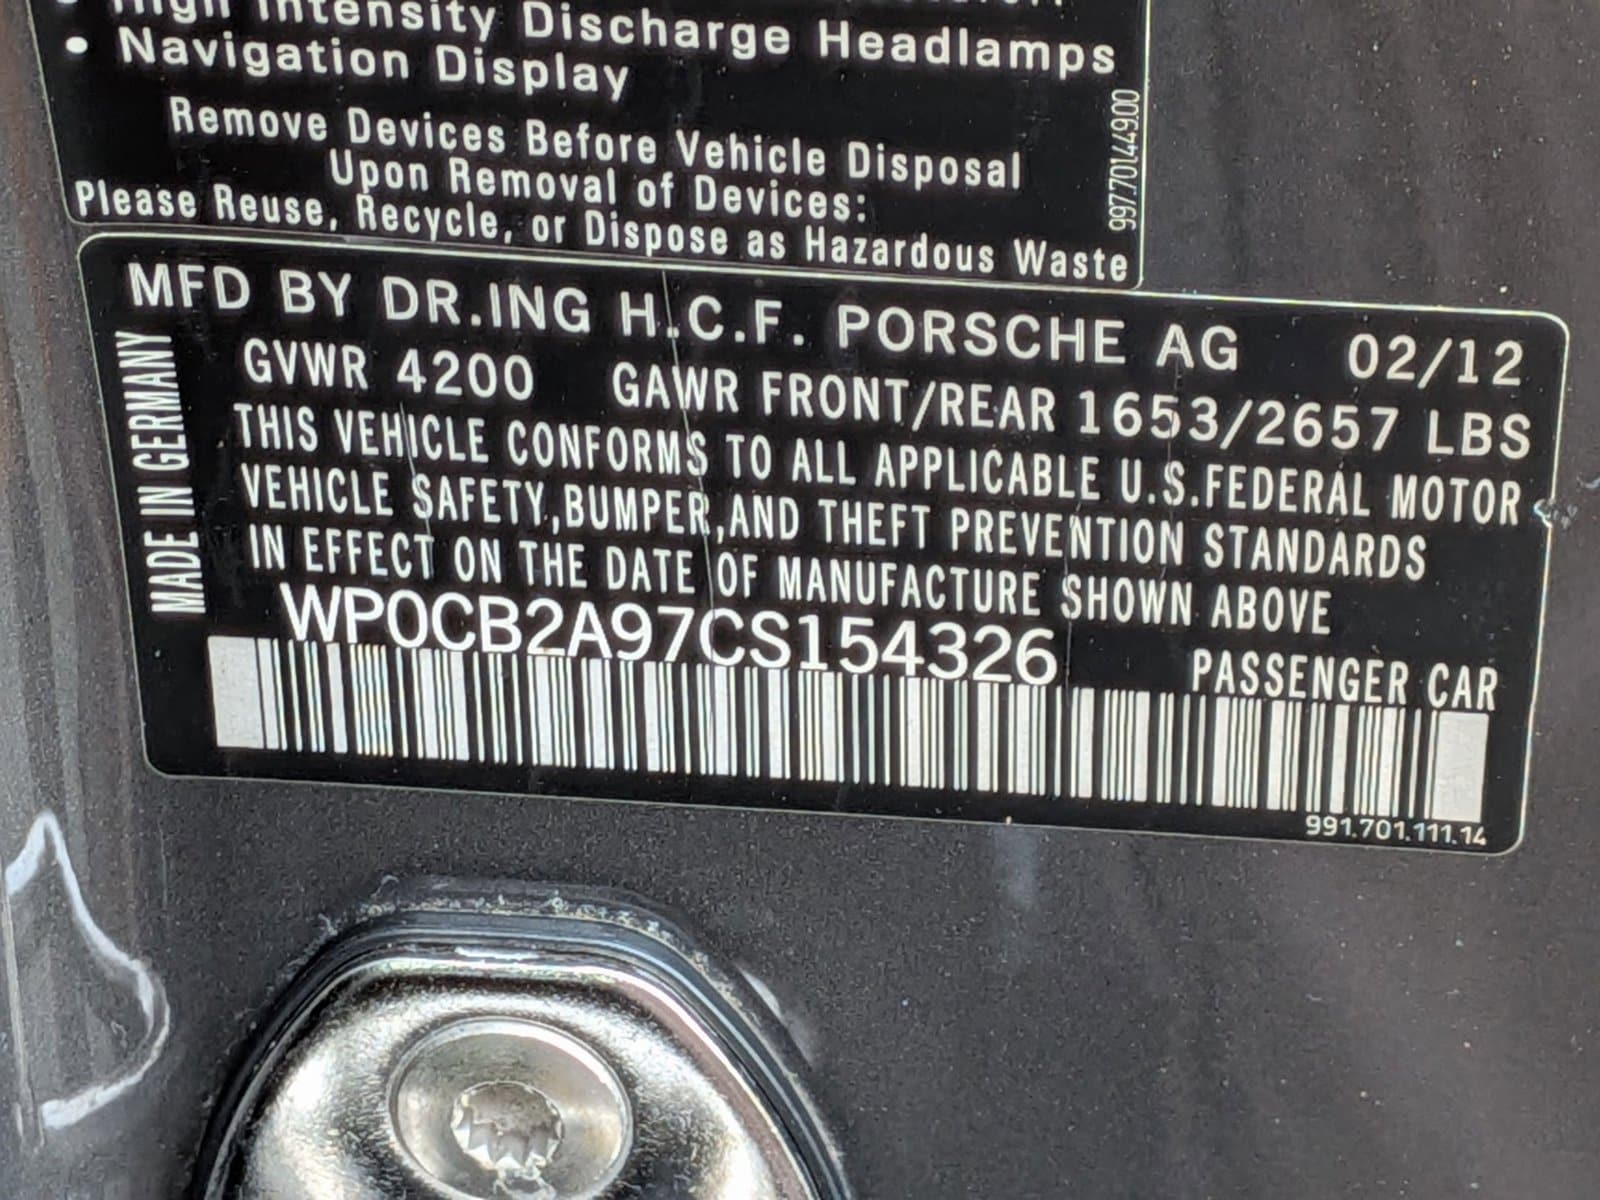 High Intensity Discharge Headlamps
• Navigation Display
Remove Devices Before Vehicle Disposal
Upon Removal of Devices:
Please Reuse, Recycle, or Dispose as Hazardous Waste
MFD BY DR.ING H.C.F. PORSCHE AG 02/12
GVWR 4200 GAWR FRONT/REAR 1653/2657 LBS
THIS VEHICLE CONFORMS TO ALL APPLICABLE U.S.FEDERAL MOTOR
VEHICLE SAFETY,BUMPER,AND THEFT PREVENTION STANDARDS
IN EFFECT ON THE DATE OF MANUFACTURE SHOWN ABOVE
MADE IN GERMANY
WP0CB2A97CS154326
PASSENGER CAR
991.701.111.14